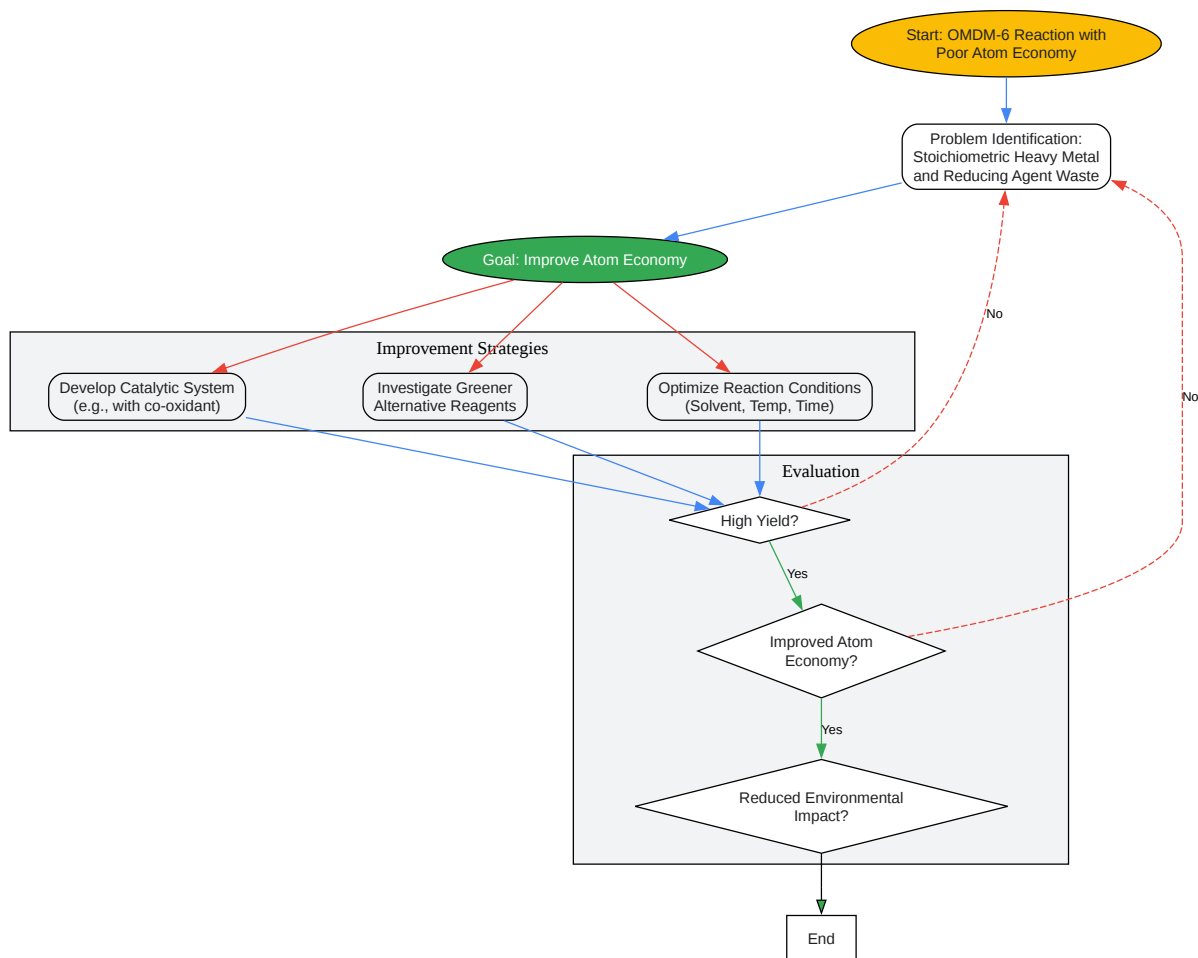 Start: OMDM-6 Reaction with
Poor Atom Economy
Problem Identification:
Stoichiometric Heavy Metal
and Reducing Agent Waste
Goal: Improve Atom Economy
No
Improvement Strategies
Develop Catalytic System
(e.g., with co-oxidant)
Investigate Greener
Alternative Reagents
Optimize Reaction Conditions
(Solvent, Temp, Time)
No
Evaluation
High Yield?
Yes
Improved Atom
Economy?
Yes
Reduced Environmental
Impact?
End